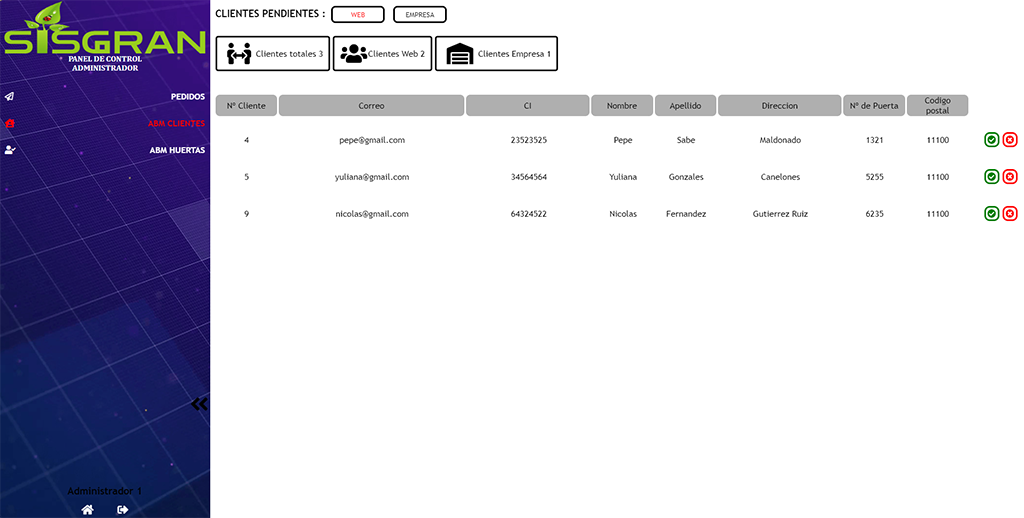 SISGRAN
PANEL DE CONTROL
ADMINISTRADOR
PEDIDOS
ABM CLIENTES
ABM HUERTAS
Administrador 1
CLIENTES PENDIENTES : WEB EMPRESA
Clientes totales 3 Clientes Web 2 Clientes Empresa 1
Nº Cliente Correo CI Nombre Apellido Direccion Nº de Puerta Codigo postal
4 pepe@gmail.com 23523525 Pepe Sabe Maldonado 1321 11100
5 yuliana@gmail.com 34564564 Yuliana Gonzales Canelones 5255 11100
9 nicolas@gmail.com 64324522 Nicolas Fernandez Gutierrez Ruiz 6235 11100